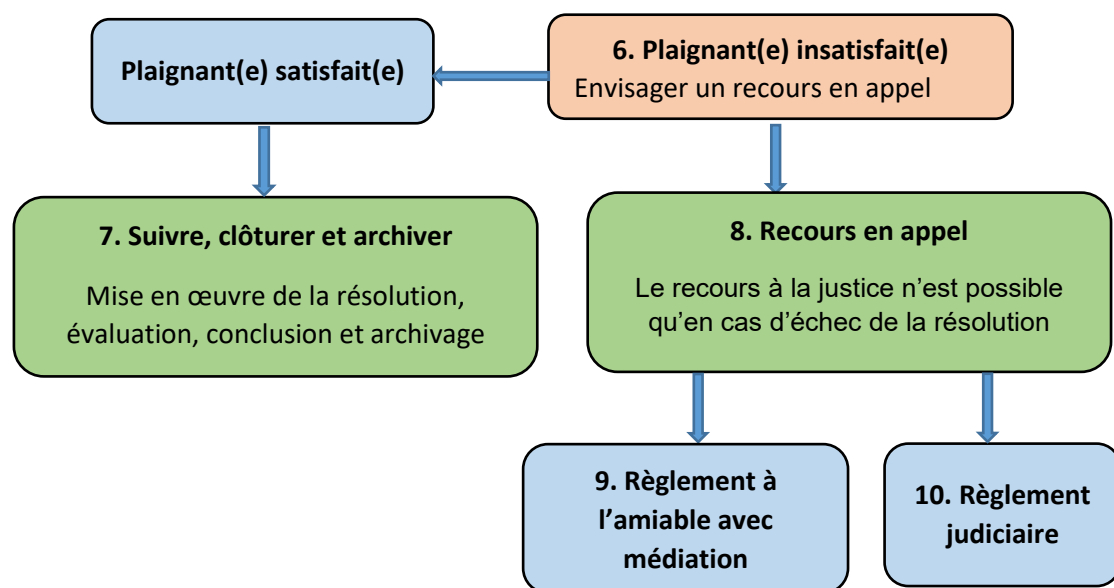 Plaignant(e) satisfait(e)
6. Plaignant(e) insatisfait(e)
Envisager un recours en appel
7. Suivre, clôturer et archiver
Mise en œuvre de la résolution,
évaluation, conclusion et archivage
8. Recours en appel
Le recours à la justice n’est possible
qu’en cas d’échec de la résolution
9. Règlement à
l’amiable avec
médiation
10. Règlement
judiciaire